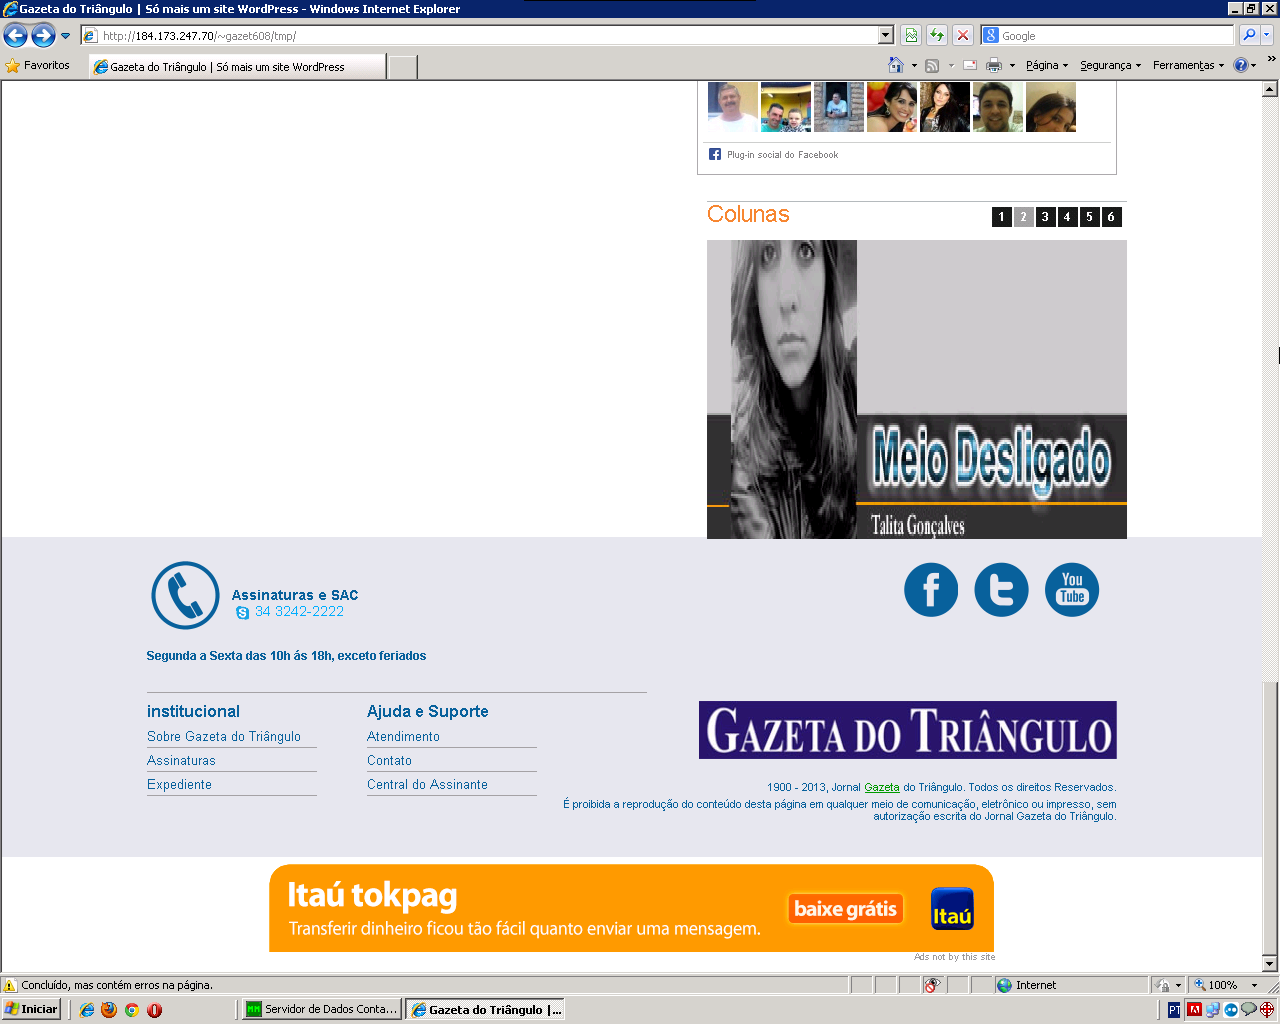 Gazeta do Triângulo | Só mais um site WordPress - Windows Internet Explorer
http://184.173.247.70/~gazet608/tmp/
Google
Favoritos
Gazeta do Triângulo | Só mais um site WordPress
Página
Segurança
Ferramentas
Plug-in social do Facebook
Colunas
1 2 3 4 5 6
Meio Desligado
Talita Gonçalves
Assinaturas e SAC
34 3242-2222
You
Tube
Segunda a Sexta das 10h ás 18h, exceto feriados
institucional
Sobre Gazeta do Triângulo
Assinaturas
Expediente
Ajuda e Suporte
Atendimento
Contato
Central do Assinante
GAZETA DO TRIÂNGULO
1900 - 2013, Jornal Gazeta do Triângulo. Todos os direitos Reservados.
É proibida a reprodução do conteúdo desta página em qualquer meio de comunicação, eletrônico ou impresso, sem
autorização escrita do Jornal Gazeta do Triângulo.
Itaú tokpag
Transferir dinheiro ficou tão fácil quanto enviar uma mensagem.
baixe grátis
Itaú
Ads not by this site
Concluído, mas contém erros na página.
Internet
100%
Iniciar
Servidor de Dados Conta...
Gazeta do Triângulo |...
PT